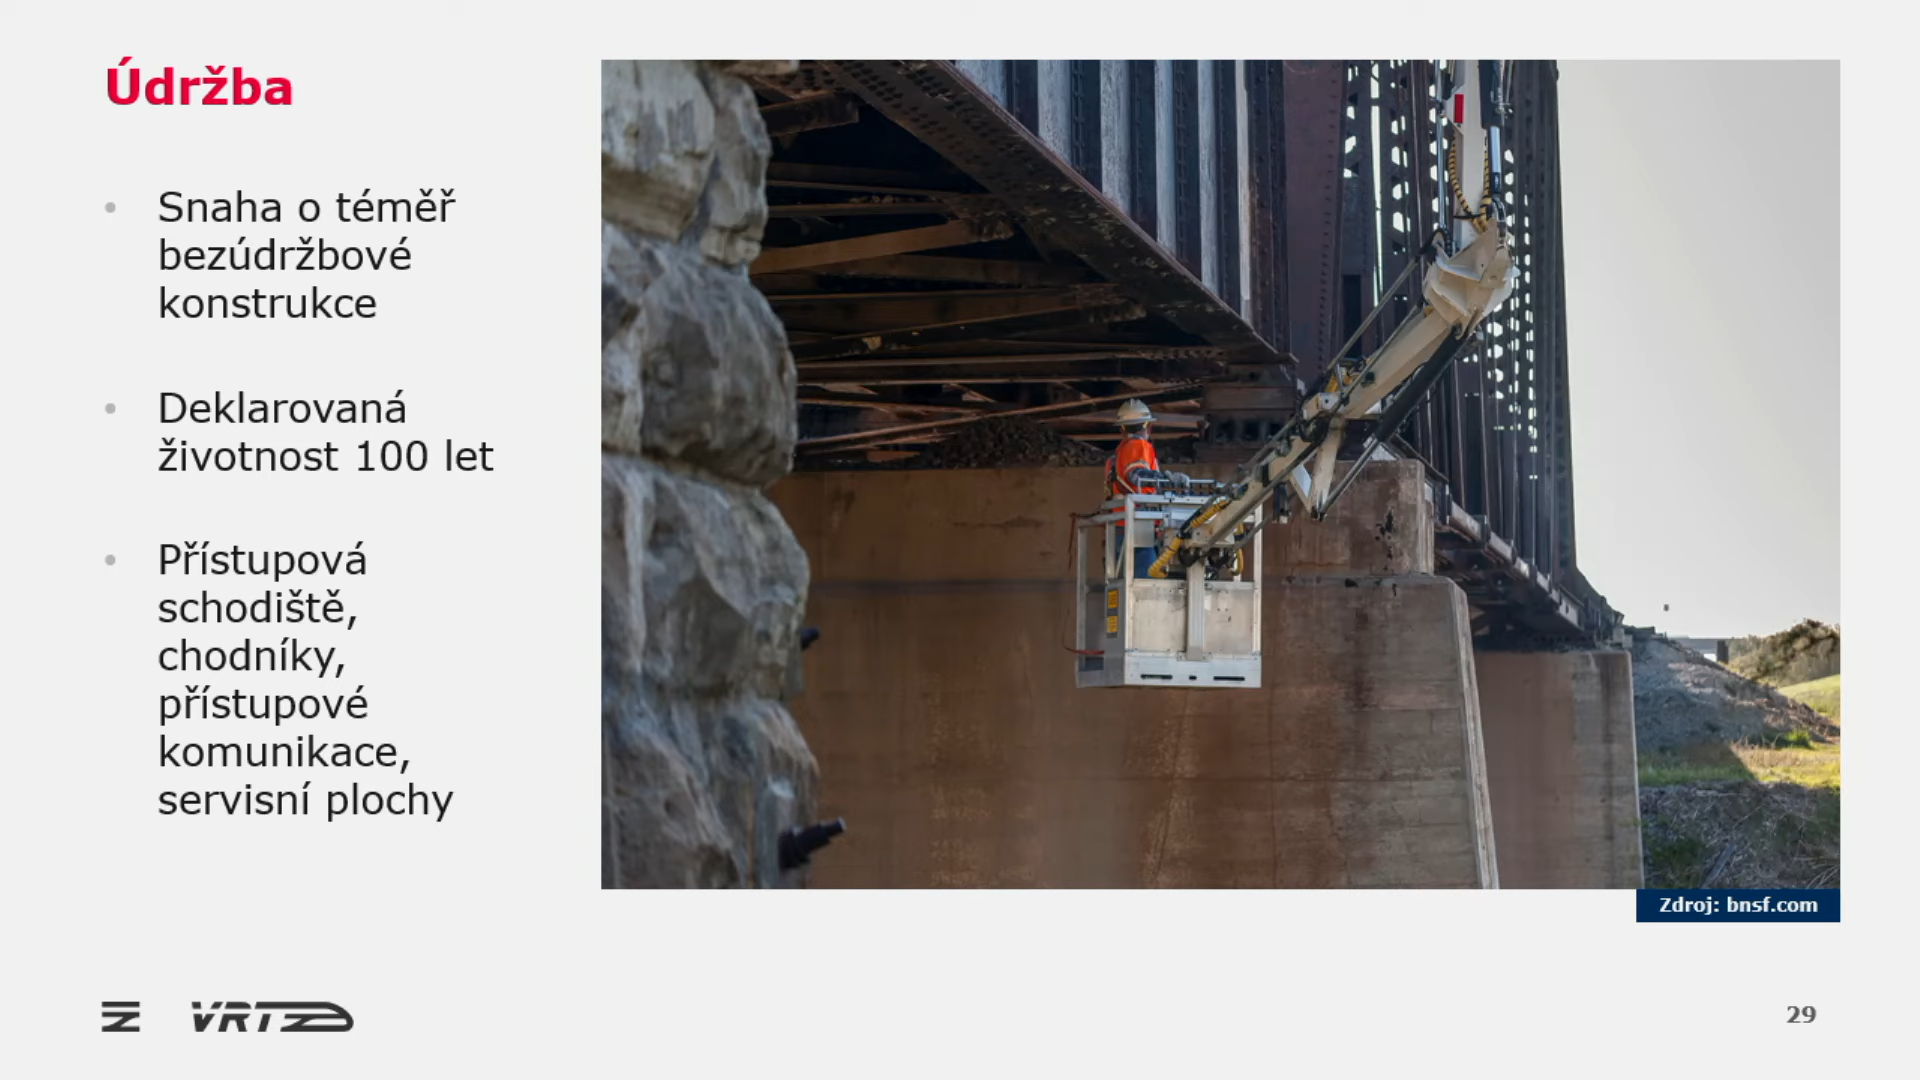 Údržba
• Snaha o téměř
bezúdržbové
konstrukce
• Deklarovaná
životnost 100 let
• Přístupová
schodiště,
chodníky,
přístupové
komunikace,
servisní plochy
Zdroj: bnsf.com
VRT
29